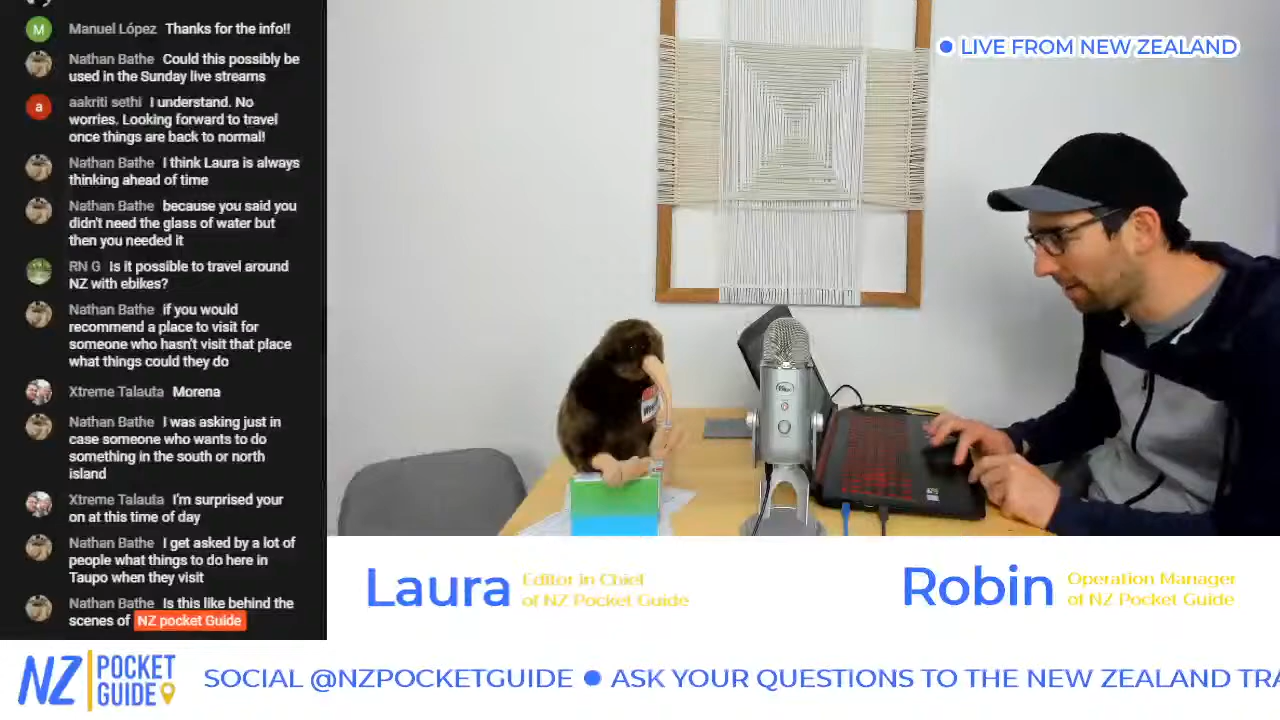 Manuel López Thanks for the info!!
Nathan Bathe Could this possibly be
used in the Sunday live streams
aakriti sethi I understand. No
worries. Looking forward to travel
once things are back to normal!
Nathan Bathe I think Laura is always
thinking ahead of time
Nathan Bathe because you said you
didn't need the glass of water but
then you needed it
RN G Is it possible to travel around
NZ with ebikes?
Nathan Bathe if you would
recommend a place to visit for
someone who hasn't visit that place
what things could they do
Xtreme Talauta Morena
Nathan Bathe I was asking just in
case someone who wants to do
something in the south or north
island
Xtreme Talauta I'm surprised your
on at this time of day
Nathan Bathe I get asked by a lot of
people what things to do here in
Taupo when they visit
Nathan Bathe Is this like behind the
scenes of NZ pocket Guide
M
a
LIVE FROM NEW ZEALAND
Laura Editor in Chief
of NZ Pocket Guide
Robin Operation Manager
of NZ Pocket Guide
NZ POCKET
GUIDE
SOCIAL @NZPOCKETGUIDE ASK YOUR QUESTIONS TO THE NEW ZEALAND TRA